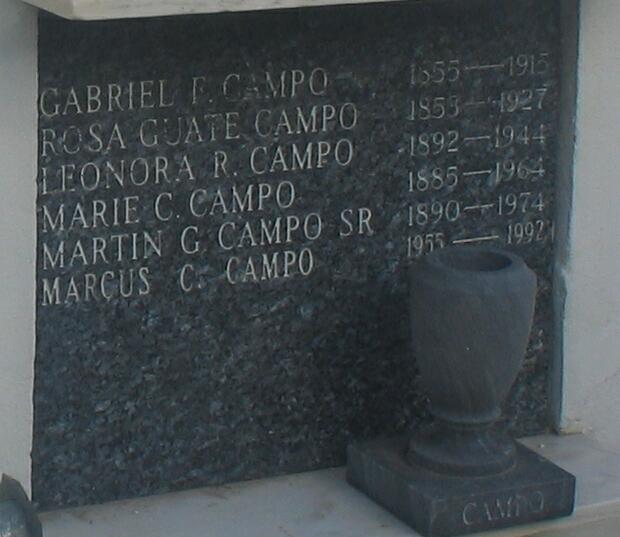 GABRIEL F. CAMPO 1855—1915
ROSA GUATE CAMPO 1853—1927
LEONORA R. CAMPO 1892—1944
MARIE C. CAMPO 1885—1964
MARTIN G CAMPO SR 1890—1974
MARCUS C. CAMPO 1955—1992
CAMPO